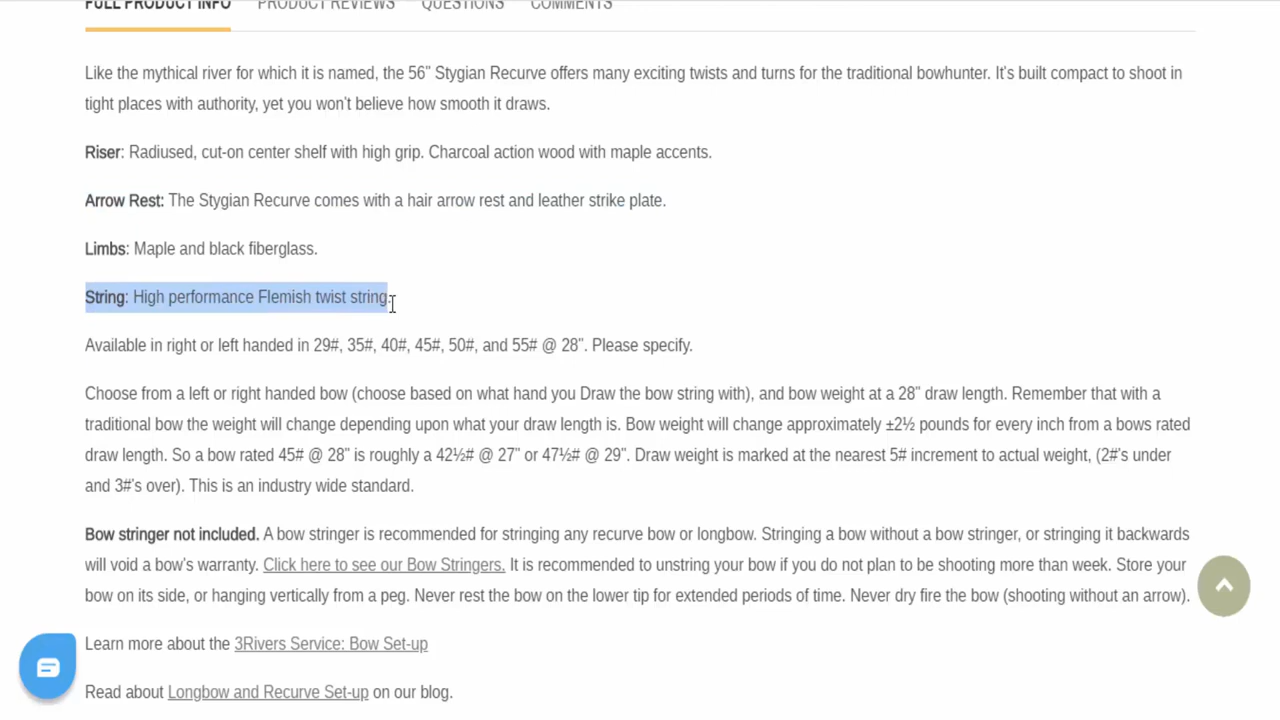 FULL PRODUCT INFO PRODUCT REVIEWS QUESTIONS COMMENTS
Like the mythical river for which it is named, the 56" Stygian Recurve offers many exciting twists and turns for the traditional bowhunter. It's built compact to shoot in
tight places with authority, yet you won't believe how smooth it draws.
Riser: Radiused, cut-on center shelf with high grip. Charcoal action wood with maple accents.
Arrow Rest: The Stygian Recurve comes with a hair arrow rest and leather strike plate.
Limbs: Maple and black fiberglass.
String: High performance Flemish twist string.
Available in right or left handed in 29#, 35#, 40#, 45#, 50#, and 55# @ 28". Please specify.
Choose from a left or right handed bow (choose based on what hand you Draw the bow string with), and bow weight at a 28" draw length. Remember that with a
traditional bow the weight will change depending upon what your draw length is. Bow weight will change approximately ±2½ pounds for every inch from a bows rated
draw length. So a bow rated 45# @ 28" is roughly a 42½# @ 27" or 47½# @ 29". Draw weight is marked at the nearest 5# increment to actual weight, (2#'s under
and 3#'s over). This is an industry wide standard.
Bow stringer not included. A bow stringer is recommended for stringing any recurve bow or longbow. Stringing a bow without a bow stringer, or stringing it backwards
will void a bow's warranty. Click here to see our Bow Stringers. It is recommended to unstring your bow if you do not plan to be shooting more than week. Store your
bow on its side, or hanging vertically from a peg. Never rest the bow on the lower tip for extended periods of time. Never dry fire the bow (shooting without an arrow).
Learn more about the 3Rivers Service: Bow Set-up
Read about Longbow and Recurve Set-up on our blog.